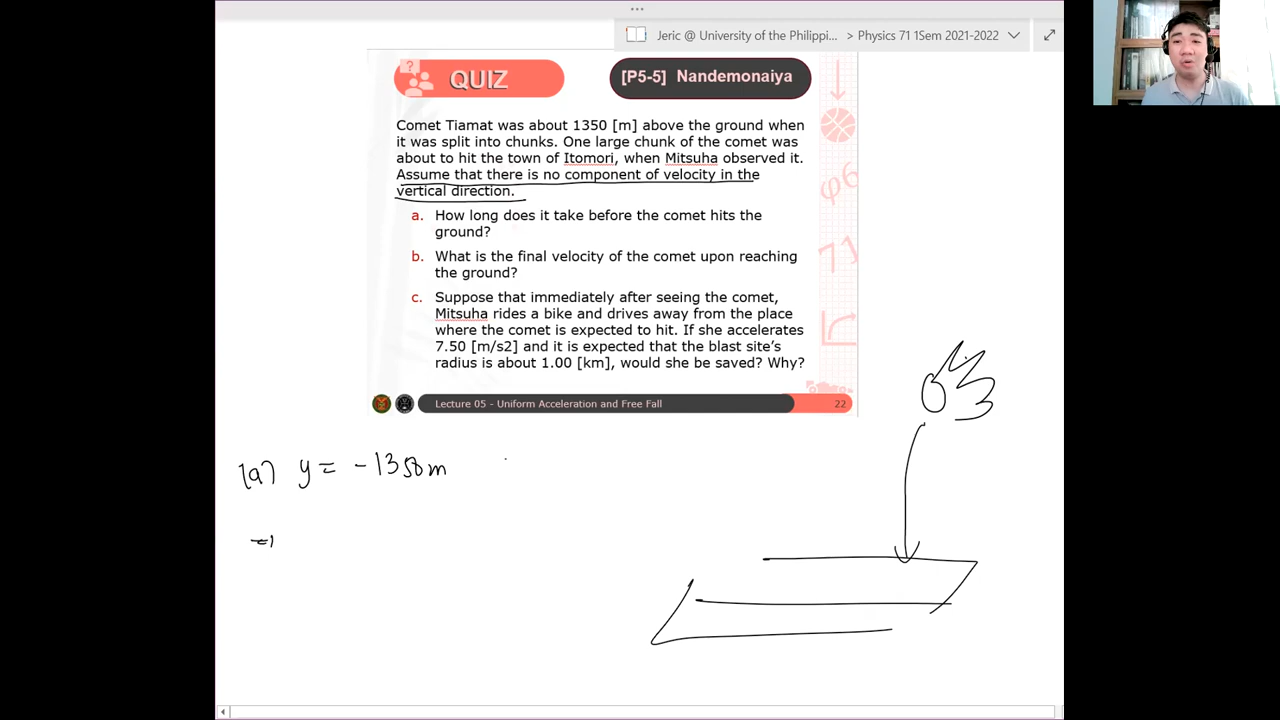 Jeric @ University of the Philippi... > Physics 71 1Sem 2021-2022
?
QUIZ
[P5-5] Nandemonaiya
Comet Tiamat was about 1350 [m] above the ground when
it was split into chunks. One large chunk of the comet was
about to hit the town of Itomori, when Mitsuha observed it.
Assume that there is no component of velocity in the
vertical direction.
a. How long does it take before the comet hits the
ground?
b. What is the final velocity of the comet upon reaching
the ground?
c. Suppose that immediately after seeing the comet,
Mitsuha rides a bike and drives away from the place
where the comet is expected to hit. If she accelerates
7.50 [m/s2] and it is expected that the blast site's
radius is about 1.00 [km], would she be saved? Why?
φ6
71
Lecture 05 - Uniform Acceleration and Free Fall
22
(a) y = -1350m